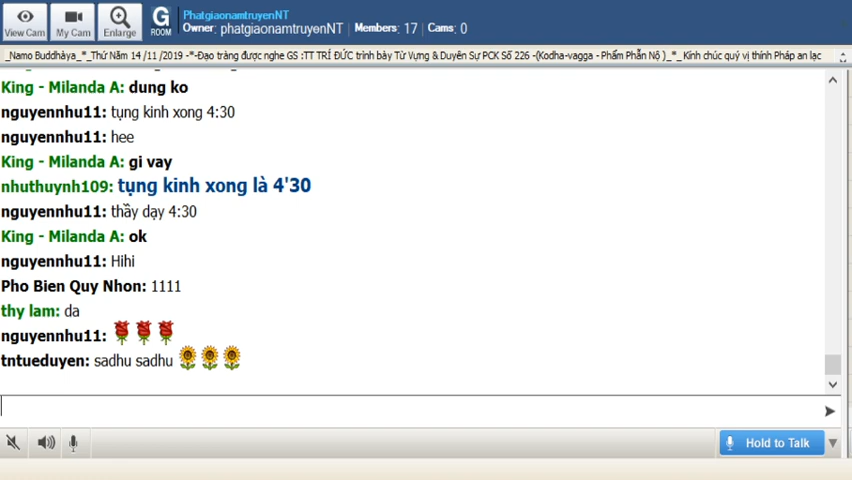 View Cam
My Cam
Enlarge
G
ROOM
PhatgiaonamtruyenNT
Owner: phatgiaonamtruyenNT
Members: 17
Cams: 0
_Namo Buddhàya_*_Thứ Năm 14 /11 /2019 -*-Đạo tràng được nghe GS :TT TRÍ ĐỨC trình bày Từ Vựng & Duyên Sự PCK Số 226 -(Kodha-vagga - Phẩm Phẫn Nộ )_*_ Kính chúc quý vị thính Pháp an lạc
King - Milanda A: dung ko
nguyennhu11: tụng kinh xong 4:30
nguyennhu11: hee
King - Milanda A: gi vay
nhuthuynh109: tụng kinh xong là 4'30
nguyennhu11: thầy dạy 4:30
King - Milanda A: ok
nguyennhu11: Hihi
Pho Bien Quy Nhon: 1111
thy lam: da
nguyennhu11:
tntueduyen: sadhu sadhu
Hold to Talk